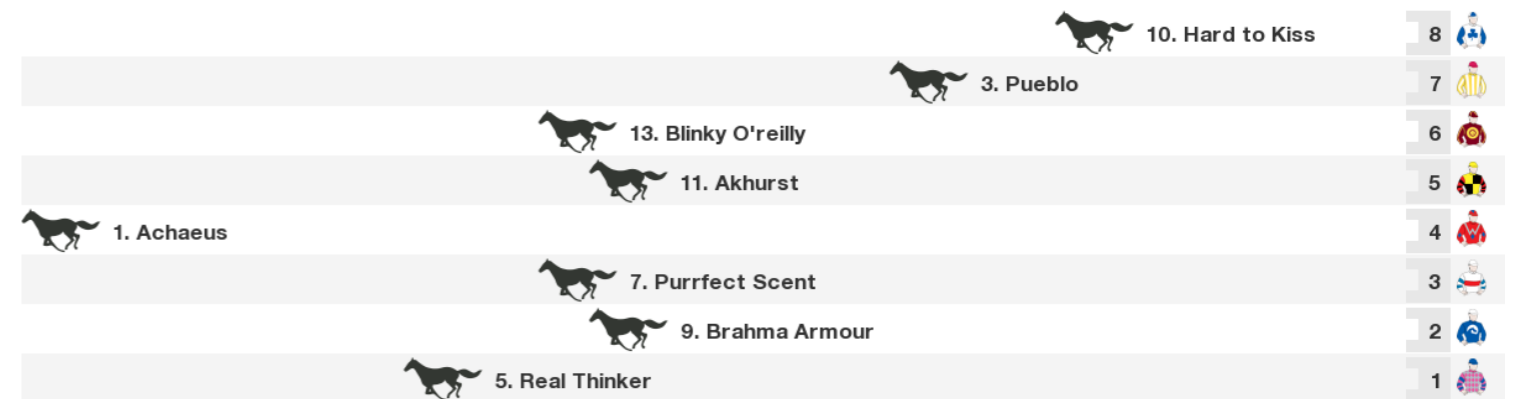 10. Hard to Kiss 8
3. Pueblo 7
13. Blinky O'reilly 6
11. Akhurst 5
1. Achaeus 4
7. Purrfect Scent 3
9. Brahma Armour 2
5. Real Thinker 1